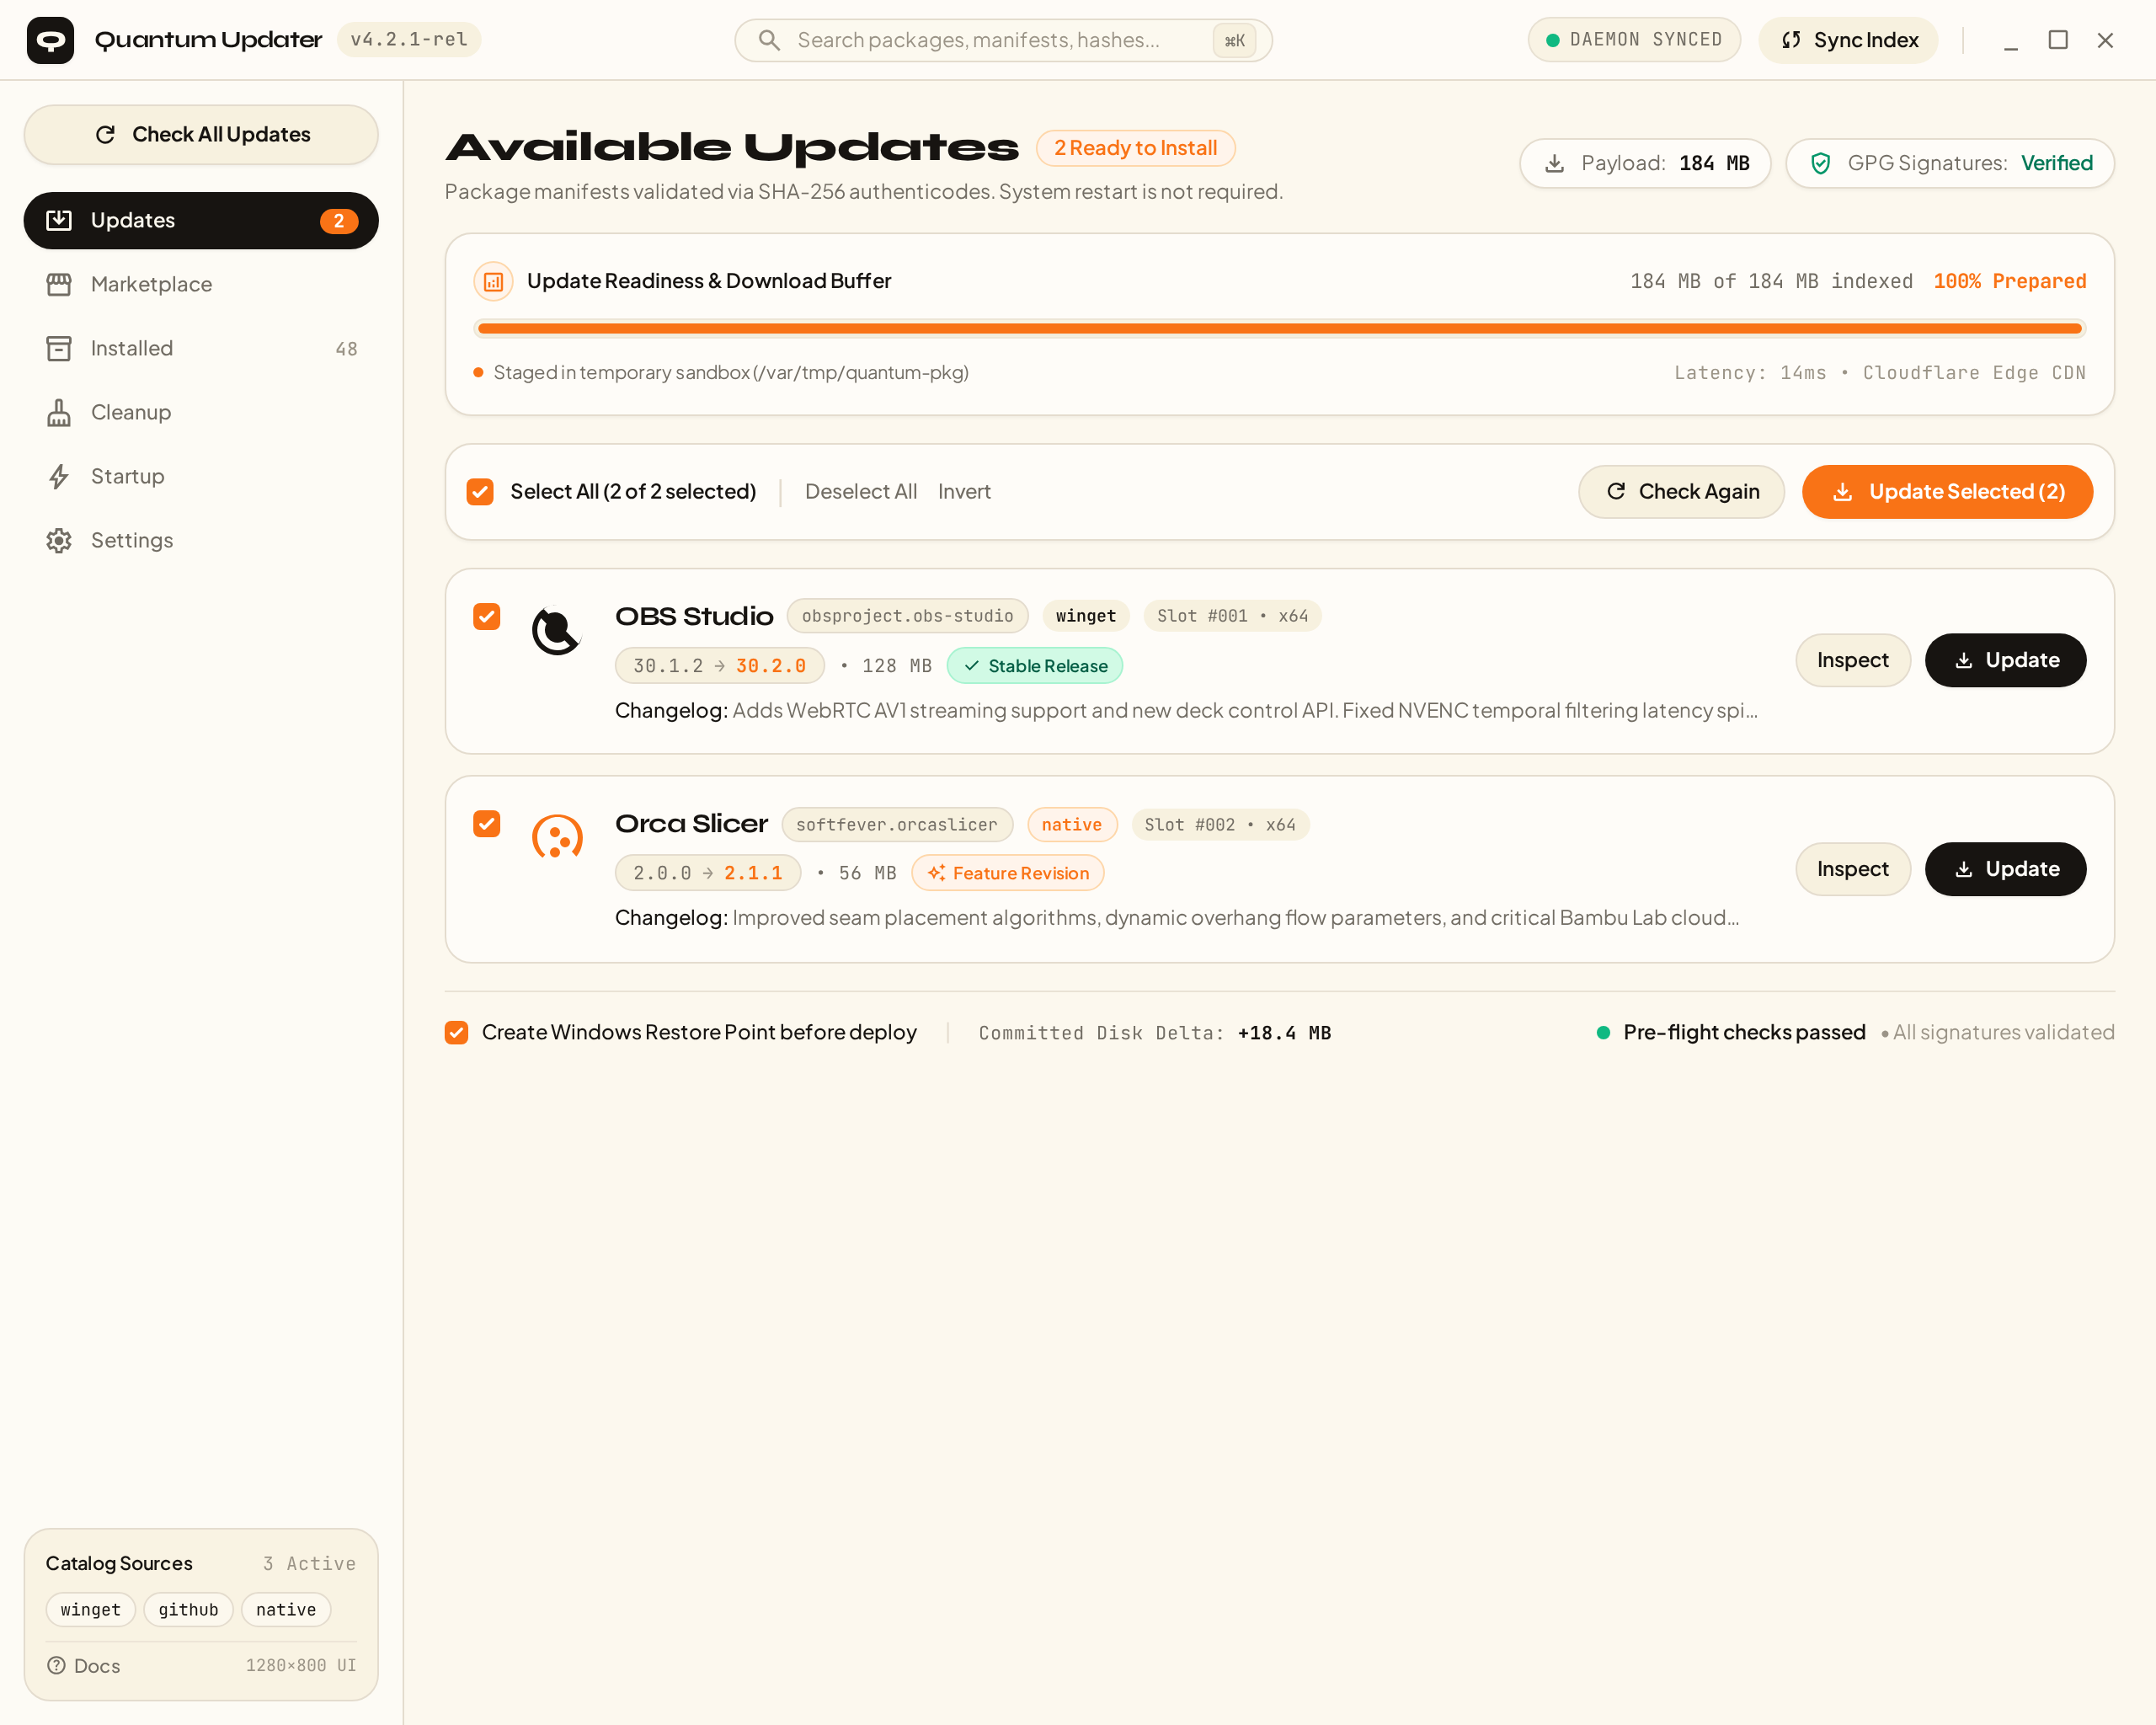 Quantum Updater v4.2.1-rel
Search packages, manifests, hashes... ⌘K
DAEMON SYNCED
Sync Index
Check All Updates
Updates 2
Marketplace
Installed 48
Cleanup
Startup
Settings
Catalog Sources 3 Active
winget github native
Docs 1280×800 UI
Available Updates 2 Ready to Install
Package manifests validated via SHA-256 authenticodes. System restart is not required.
Payload: 184 MB
GPG Signatures: Verified
Update Readiness & Download Buffer 184 MB of 184 MB indexed 100% Prepared
Staged in temporary sandbox (/var/tmp/quantum-pkg) Latency: 14ms • Cloudflare Edge CDN
Select All (2 of 2 selected) Deselect All Invert Check Again Update Selected (2)
OBS Studio obsproject.obs-studio winget Slot #001 • x64
30.1.2 → 30.2.0 • 128 MB Stable Release
Changelog: Adds WebRTC AV1 streaming support and new deck control API. Fixed NVENC temporal filtering latency spi...
Inspect Update
Orca Slicer softfever.orcaslicer native Slot #002 • x64
2.0.0 → 2.1.1 • 56 MB Feature Revision
Changelog: Improved seam placement algorithms, dynamic overhang flow parameters, and critical Bambu Lab cloud...
Inspect Update
Create Windows Restore Point before deploy Committed Disk Delta: +18.4 MB Pre-flight checks passed • All signatures validated